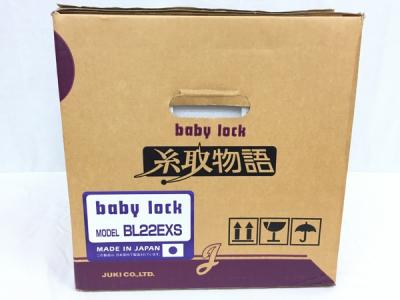 baby lock
糸取物語
baby lock
MODEL BL22EXS
MADE IN JAPAN
JUKI CO.,LTD.